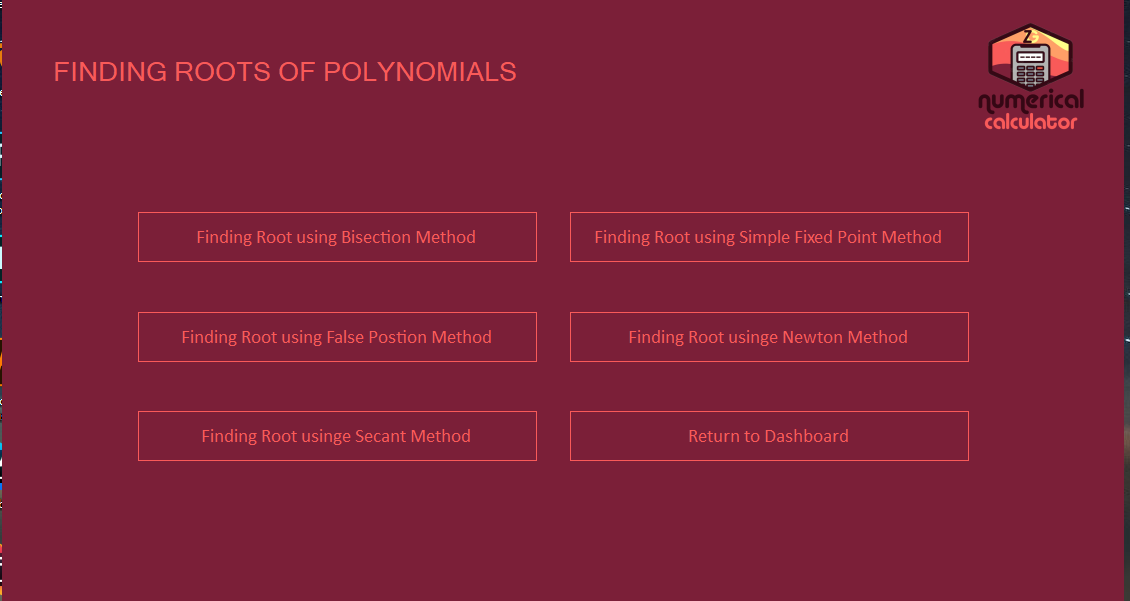 FINDING ROOTS OF POLYNOMIALS
numerical
calculator
Finding Root using Bisection Method
Finding Root using Simple Fixed Point Method
Finding Root using False Postion Method
Finding Root usinge Newton Method
Finding Root usinge Secant Method
Return to Dashboard